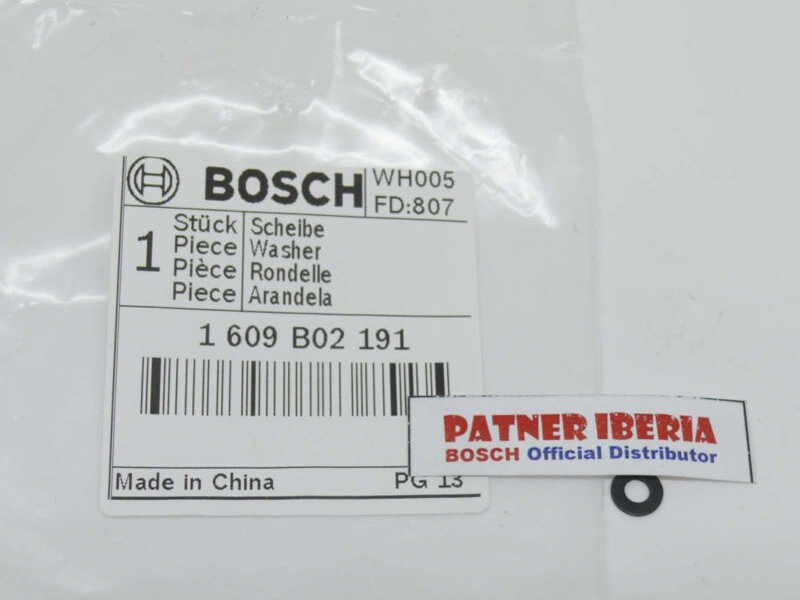 BOSCH
WH005
FD:807
1
Stück Scheibe
Piece Washer
Pièce Rondelle
Piece Arandela
1 609 B02 191
Made in China
PG 13
PATNER IBERIA
BOSCH Official Distributor